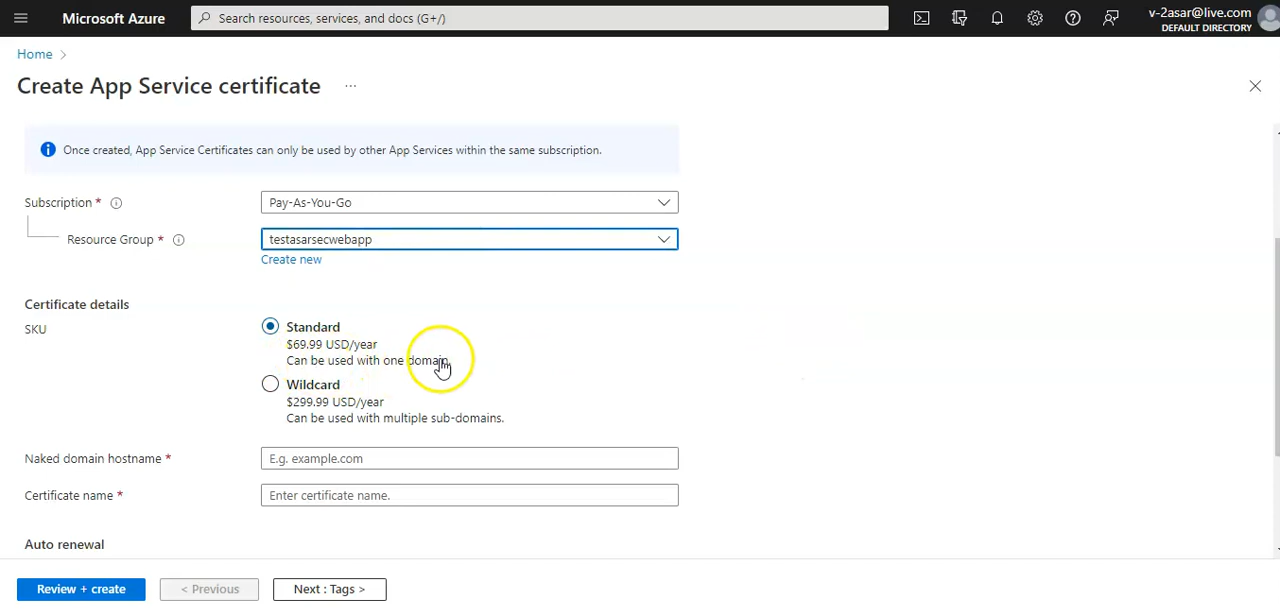 Microsoft Azure
Search resources, services, and docs (G+/)
v-2asar@live.com
DEFAULT DIRECTORY
Home >
Create App Service certificate ...
Once created, App Service Certificates can only be used by other App Services within the same subscription.
Subscription *
Pay-As-You-Go
Resource Group *
testasarsecwebapp
Create new
Certificate details
SKU
Standard
$69.99 USD/year
Can be used with one domain.
Wildcard
$299.99 USD/year
Can be used with multiple sub-domains.
Naked domain hostname *
E.g. example.com
Certificate name *
Enter certificate name.
Auto renewal
Review + create
< Previous
Next : Tags >